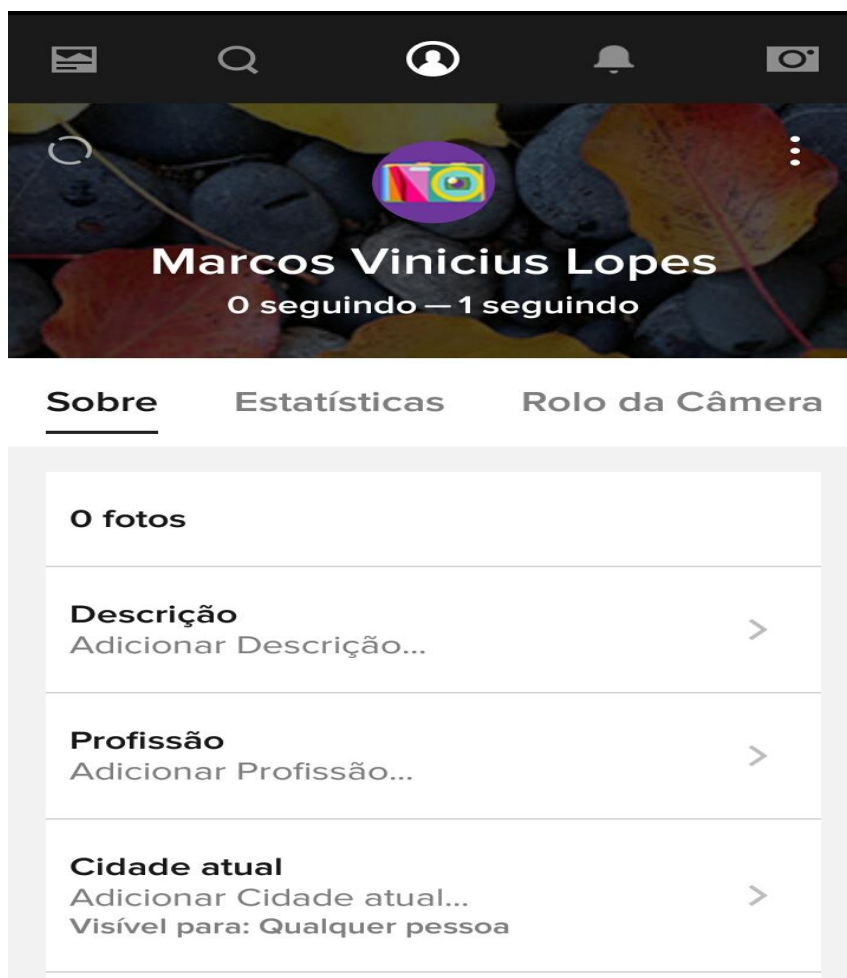 Marcos Vinicius Lopes
0 seguindo — 1 seguindo
Sobre Estatísticas Rolo da Câmera
0 fotos
Descrição
Adicionar Descrição...
Profissão
Adicionar Profissão...
Cidade atual
Adicionar Cidade atual...
Visível para: Qualquer pessoa